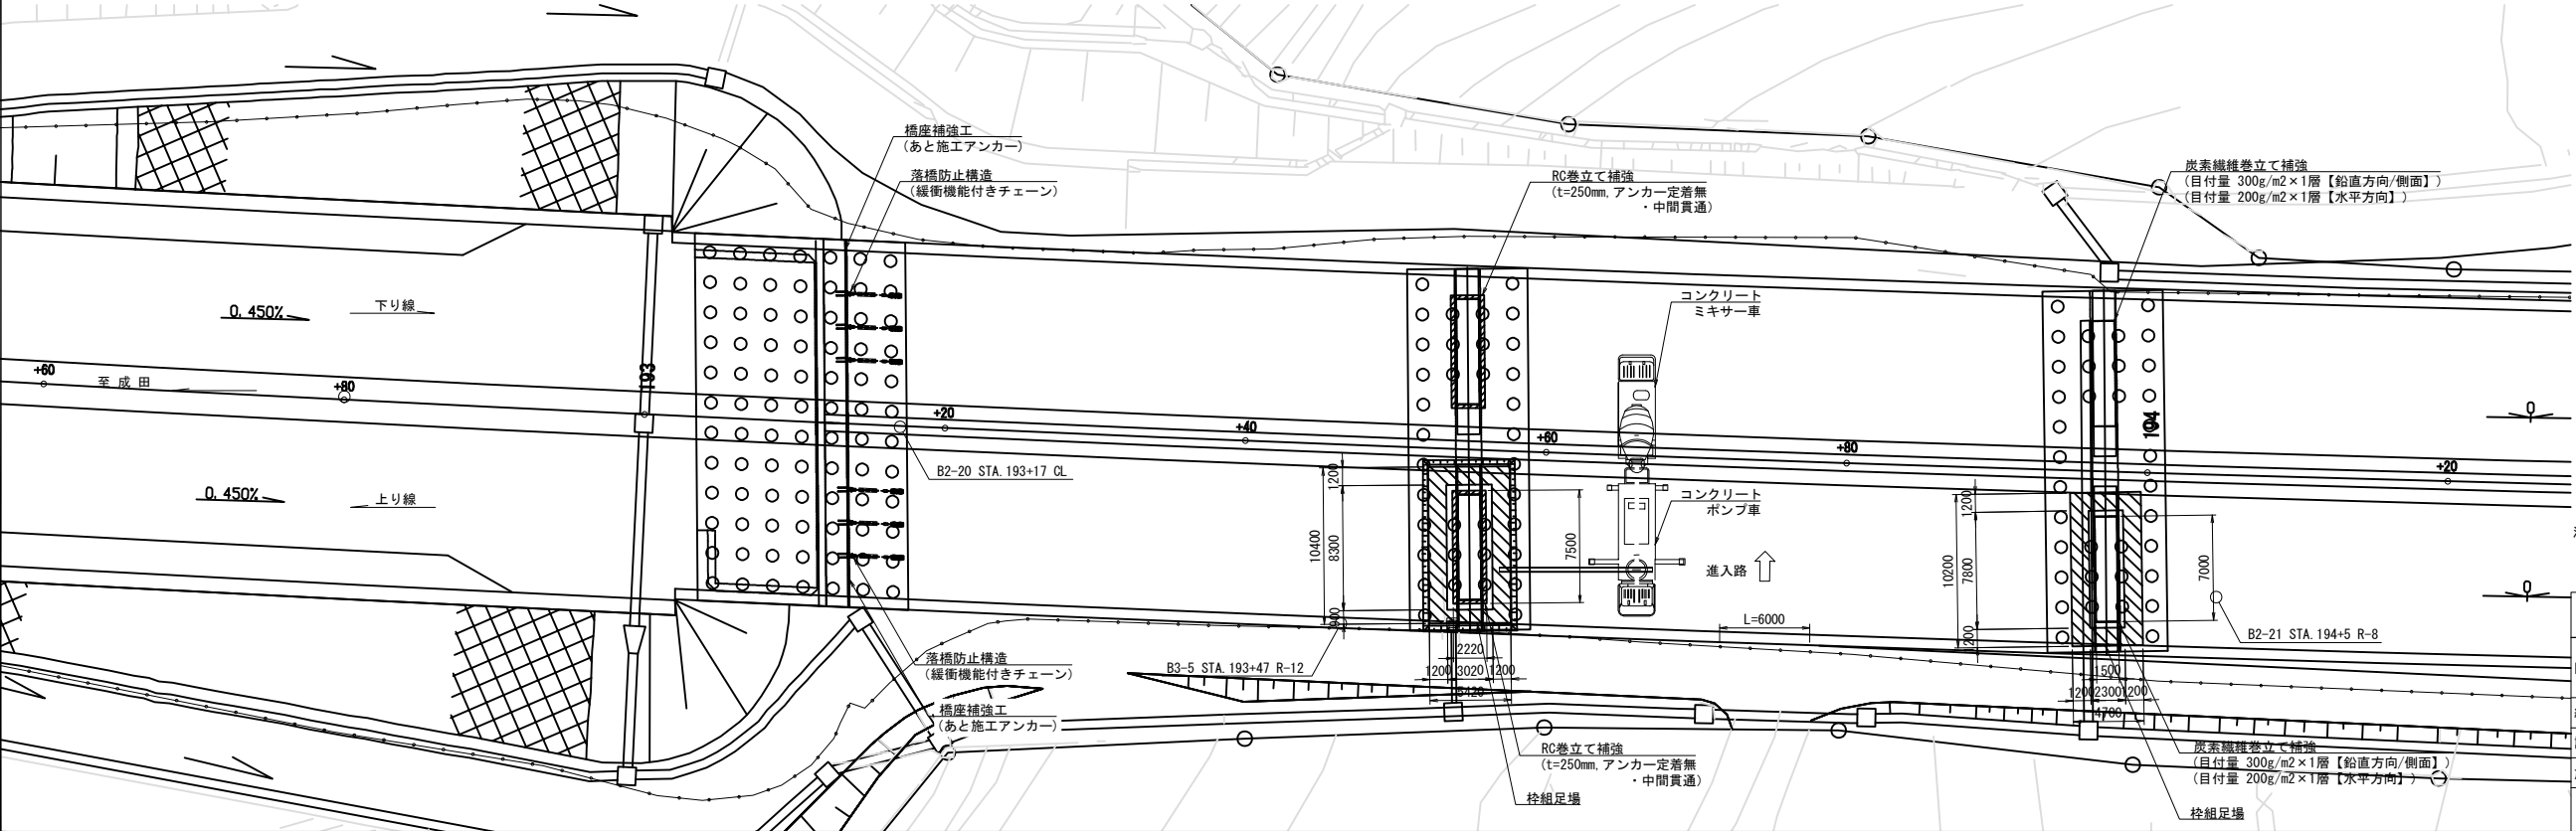 橋座補強工
(あと施工アンカー)
落橋防止構造
(緩衝機能付きチェーン)
RC巻立て補強
(t=250mm,アンカー定着無
・中間貫通)
炭素繊維巻立て補強
(目付量 300g/m2×1層【鉛直方向/側面】)
(目付量 200g/m2×1層【水平方向】)
コンクリート
ミキサー車
0.450%
下り線
+60
至 成 田
+80
193
+20
+40
+60
+80
194
+20
0
B2-20 STA.193+17 CL
0.450%
上り線
コンクリート
ポンプ車
進入路
1200
10400
8300
900
7500
1200
10200
7800
1200
7000
0
L=6000
B2-21 STA.194+5 R-8
B3-5 STA.193+47 R-12
2220
1200
3020
1200
5420
1500
1200
2300
1200
4700
落橋防止構造
(緩衝機能付きチェーン)
橋座補強工
(あと施工アンカー)
RC巻立て補強
(t=250mm,アンカー定着無
・中間貫通)
枠組足場
炭素繊維巻立て補強
(目付量 300g/m2×1層【鉛直方向/側面】)
(目付量 200g/m2×1層【水平方向】)
枠組足場